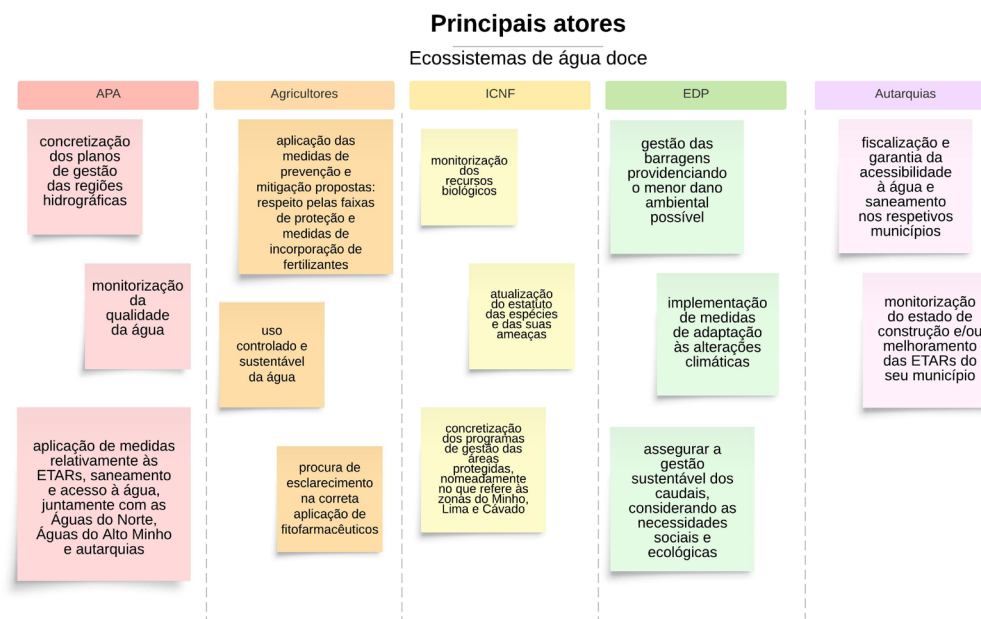 Principais atores
Ecossistemas de água doce
APA
concretização
dos planos
de gestão
das regiões
hidrográficas
monitorização
da
qualidade
da água
aplicação de medidas
relativamente às
ETARs, saneamento
e acesso à água,
juntamente com as
Águas do Norte,
Águas do Alto Minho
e autarquias
Agricultores
aplicação das
medidas de
prevenção e
mitigação propostas:
respeito pelas faixas
de proteção e
medidas de
incorporação de
fertilizantes
uso
controlado e
sustentável
da água
procura de
esclarecimento
na correta
aplicação de
fitofarmacêuticos
ICNF
monitorização
dos
recursos
biológicos
atualização
do estatuto
das espécies
e das suas
ameaças
concretização
dos programas
de gestão das
áreas
protegidas,
nomeadamente
no que refere às
zonas do Minho,
Lima e Cávado
EDP
gestão das
barragens
providenciando
o menor dano
ambiental
possível
implementação
de medidas
de adaptação
às alterações
climáticas
assegurar a
gestão
sustentável dos
caudais,
considerando as
necessidades
sociais e
ecológicas
Autarquias
fiscalização e
garantia da
acessibilidade
à água e
saneamento
nos respetivos
municípios
monitorização
do estado de
construção e/ou
melhoramento
das ETARs do
seu município